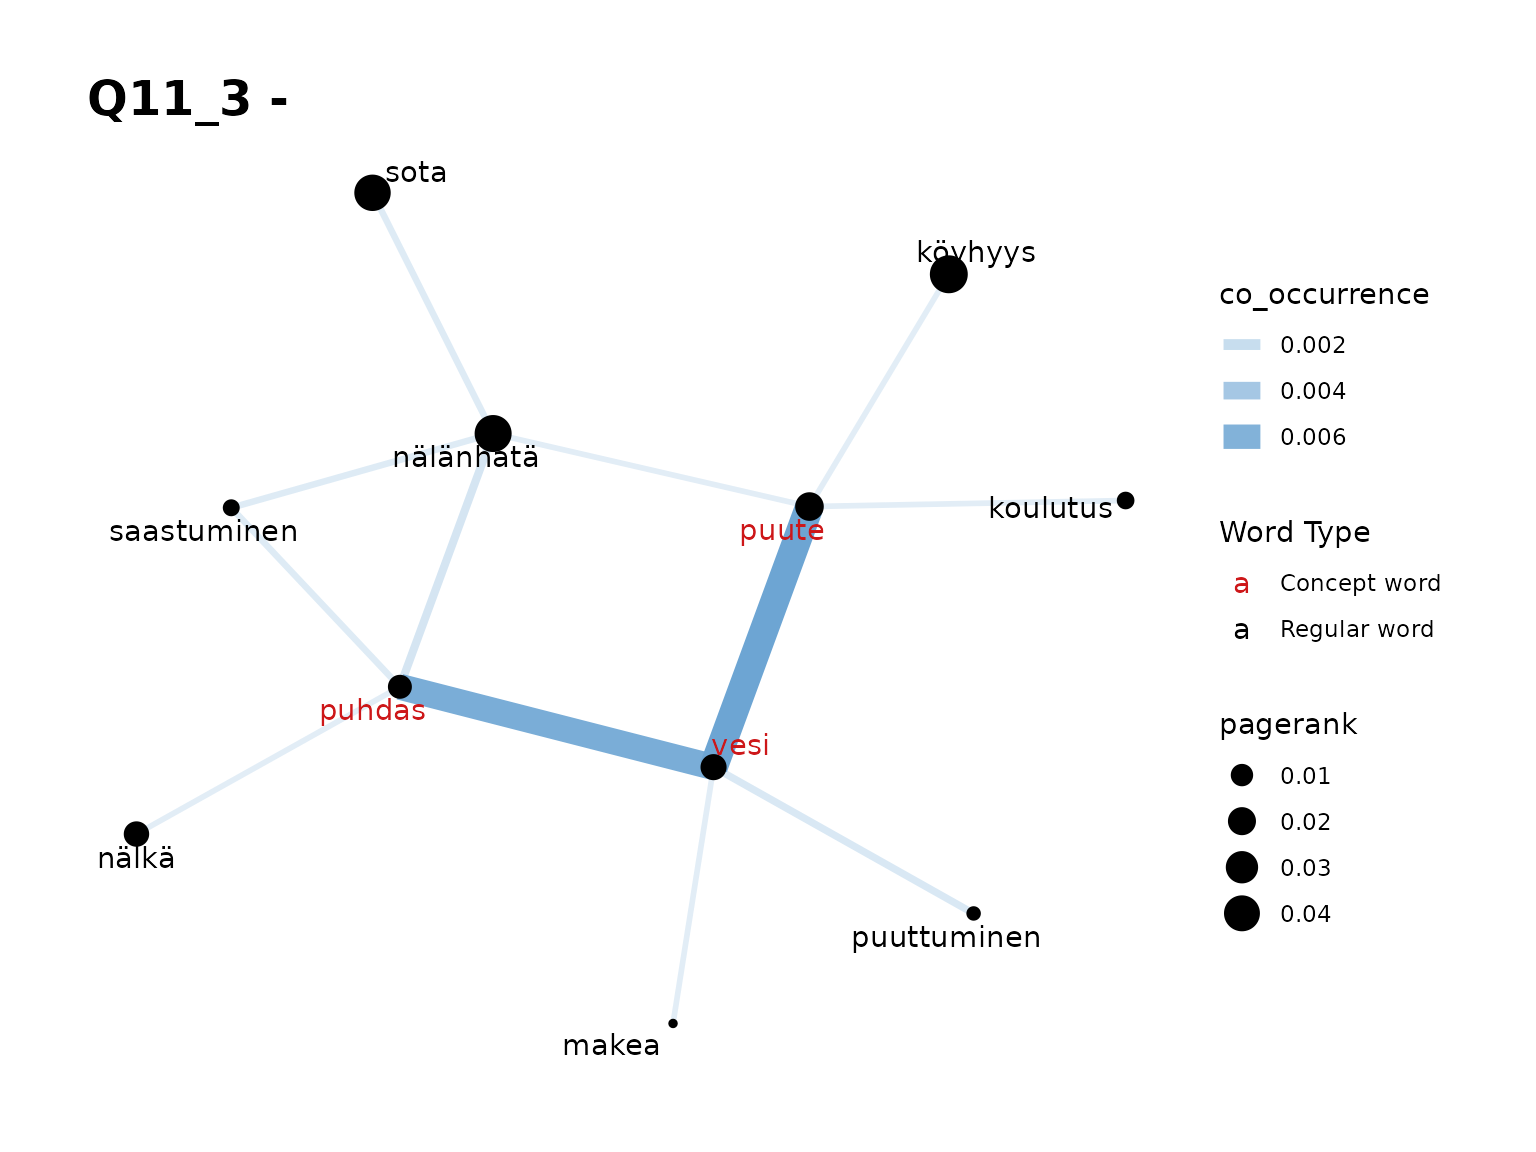 Q11_3 -
sota
köyhyys
nälänhätä
puute
koulutus
saastuminen
puhdas
vesi
nälkä
puuttuminen
makea
co_occurrence
0.002
0.004
0.006
Word Type
a Concept word
a Regular word
pagerank
0.01
0.02
0.03
0.04